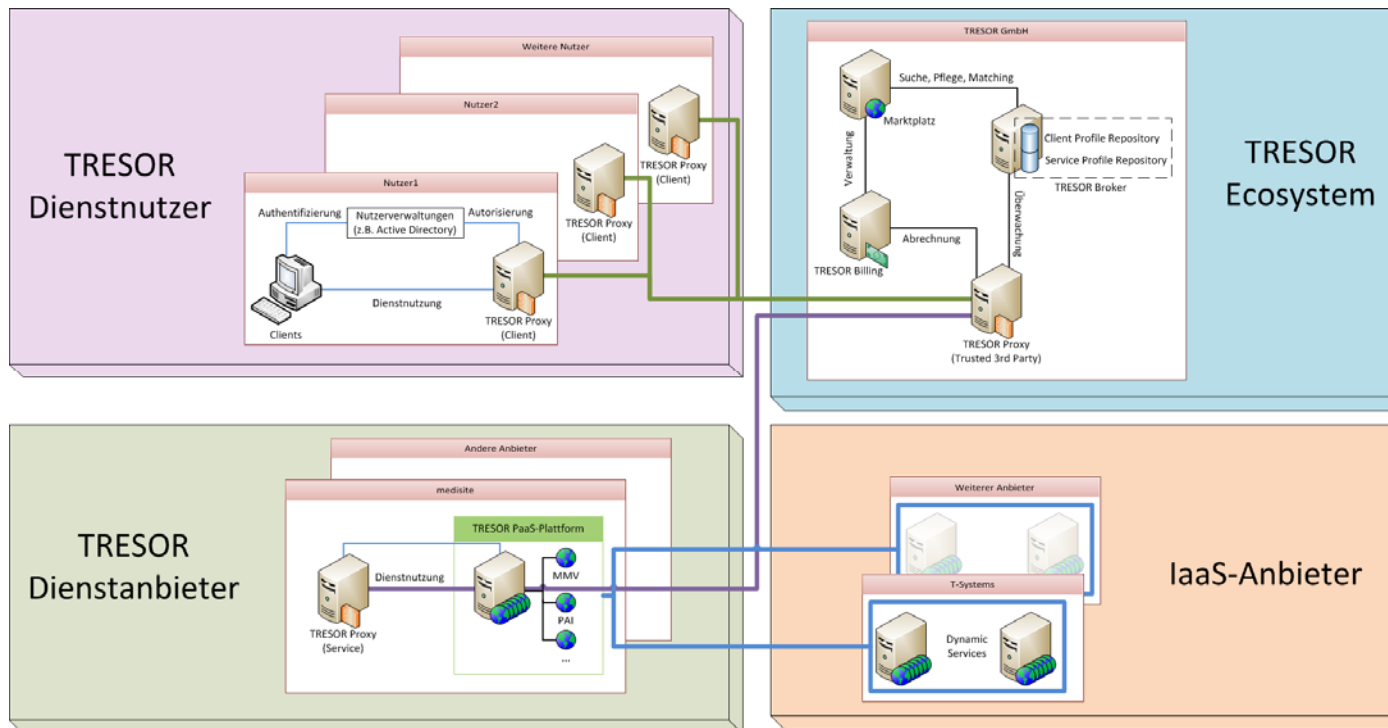 TRESOR
Dienstnutzer
Weitere Nutzer
TRESOR Proxy
(Client)
Nutzer2
TRESOR Proxy
(Client)
Nutzer1
Authentifizierung
Nutzerverwaltungen
(z.B. Active Directory)
Autorisierung
Dienstnutzung
Clients
TRESOR Proxy
(Client)
TRESOR
Ecosystem
TRESOR GmbH
Suche, Pflege, Matching
Marktplatz
Client Profile Repository
Service Profile Repository
TRESOR Broker
Verwaltung
Überwachung
Abrechnung
TRESOR Billing
TRESOR Proxy
(Trusted 3rd Party)
TRESOR
Dienstanbieter
Andere Anbieter
medisite
TRESOR PaaS-Plattform
Dienstnutzung
MMV
PAI
...
TRESOR Proxy
(Service)
IaaS-Anbieter
Weiterer Anbieter
T-Systems
Dynamic
Services